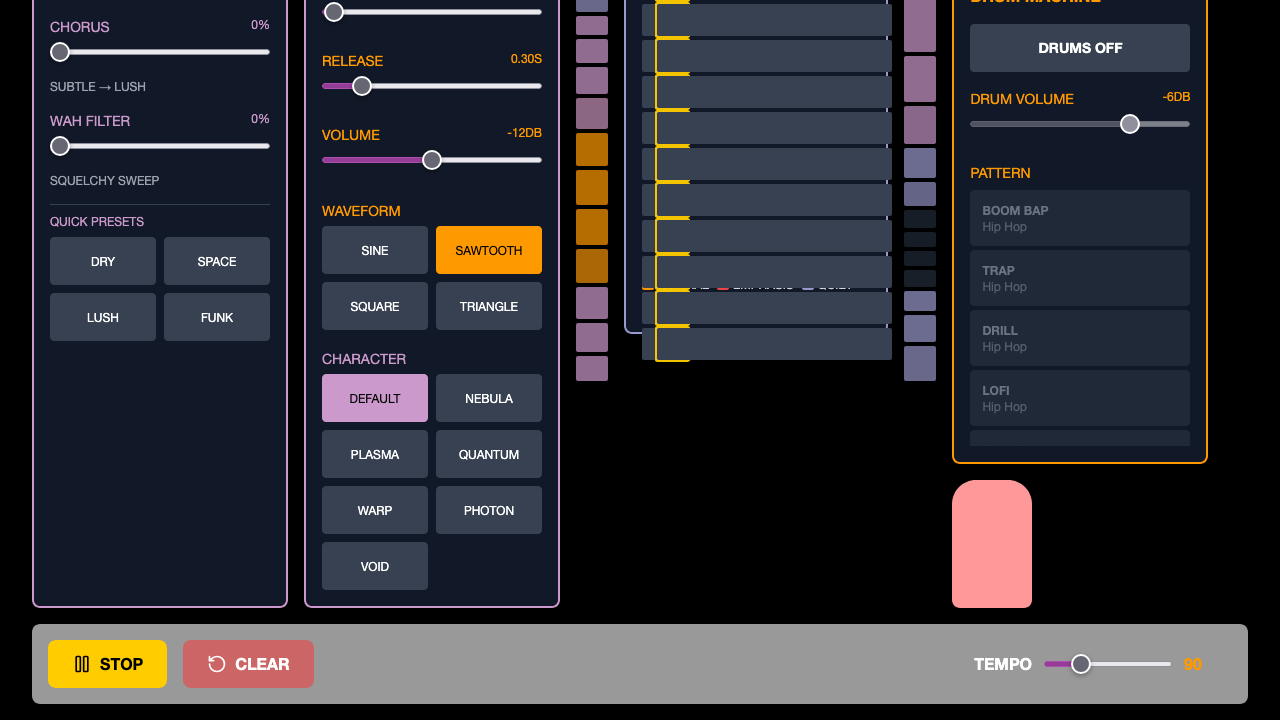 CHORUS
0%
SUBTLE → LUSH
WAH FILTER
0%
SQUELCHY SWEEP
QUICK PRESETS
DRY
SPACE
LUSH
FUNK
RELEASE
0.30S
VOLUME
-12DB
WAVEFORM
SINE
SAWTOOTH
SQUARE
TRIANGLE
CHARACTER
DEFAULT
NEBULA
PLASMA
QUANTUM
WARP
PHOTON
VOID
DRUMS OFF
DRUM VOLUME
-6DB
PATTERN
BOOM BAP
Hip Hop
TRAP
Hip Hop
DRILL
Hip Hop
LOFI
Hip Hop
STOP
CLEAR
TEMPO
90